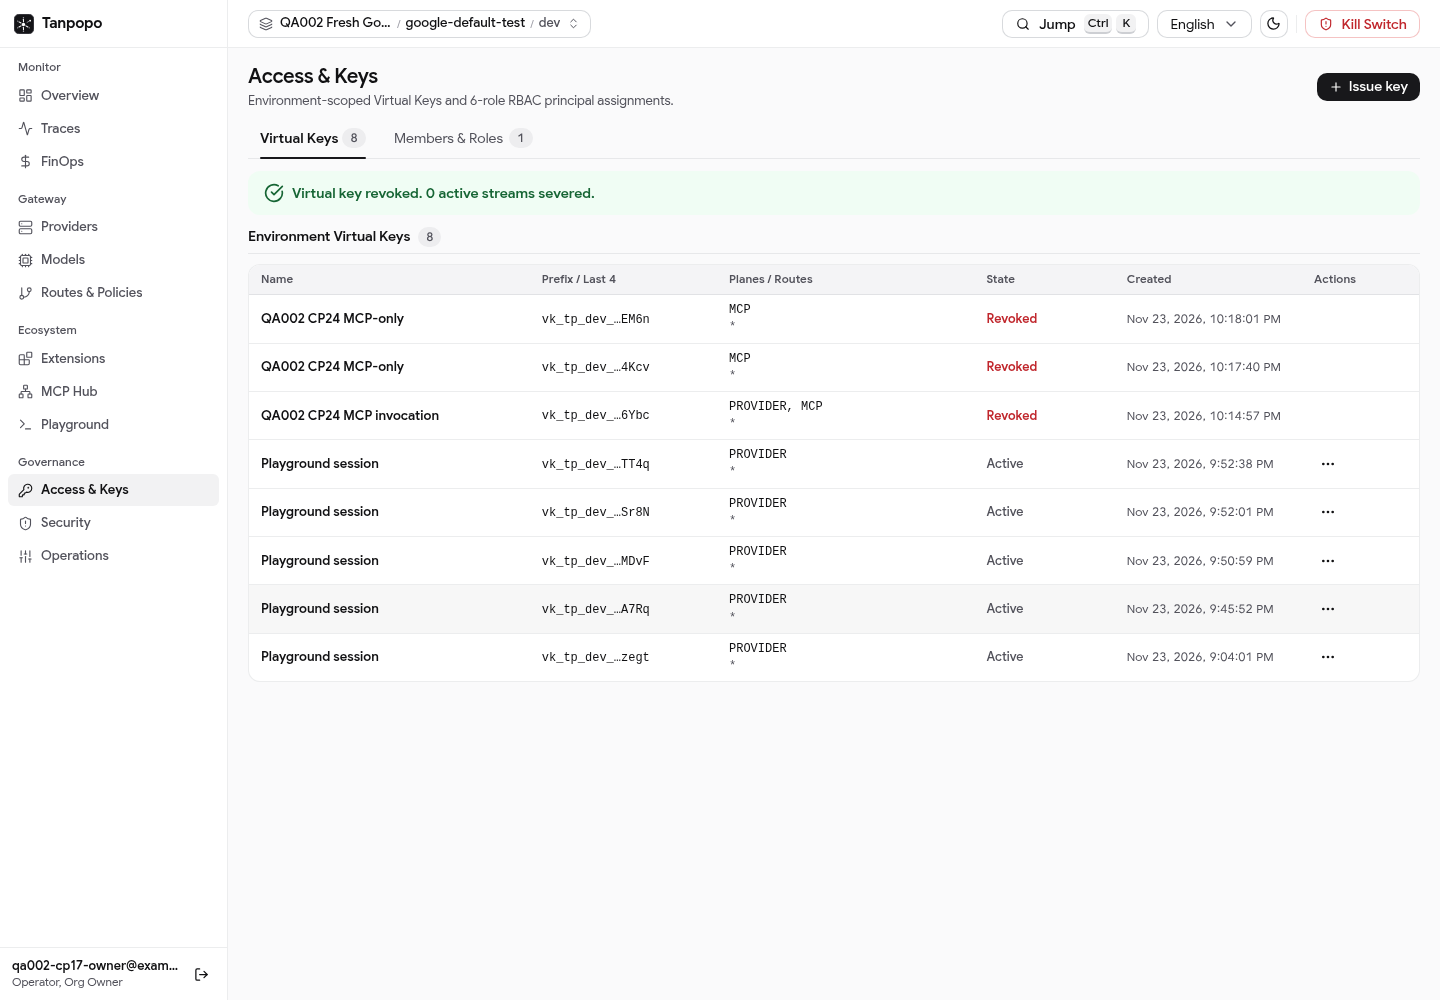 Tanpopo
QA002 Fresh Go... / google-default-test / dev
Jump Ctrl K
English
Kill Switch
Monitor
Overview
Traces
FinOps
Gateway
Providers
Models
Routes & Policies
Ecosystem
Extensions
MCP Hub
Playground
Governance
Access & Keys
Security
Operations
qa002-cp17-owner@exam...
Operator, Org Owner
Access & Keys
Environment-scoped Virtual Keys and 6-role RBAC principal assignments.
+ Issue key
Virtual Keys 8 Members & Roles 1
Virtual key revoked. 0 active streams severed.
Environment Virtual Keys 8
Name Prefix / Last 4 Planes / Routes State Created Actions
QA002 CP24 MCP-only vk_tp_dev_…EM6n MCP * Revoked Nov 23, 2026, 10:18:01 PM
QA002 CP24 MCP-only vk_tp_dev_…4Kcv MCP * Revoked Nov 23, 2026, 10:17:40 PM
QA002 CP24 MCP invocation vk_tp_dev_…6Ybc PROVIDER, MCP * Revoked Nov 23, 2026, 10:14:57 PM
Playground session vk_tp_dev_…TT4q PROVIDER * Active Nov 23, 2026, 9:52:38 PM ...
Playground session vk_tp_dev_…Sr8N PROVIDER * Active Nov 23, 2026, 9:52:01 PM ...
Playground session vk_tp_dev_…MDvF PROVIDER * Active Nov 23, 2026, 9:50:59 PM ...
Playground session vk_tp_dev_…A7Rq PROVIDER * Active Nov 23, 2026, 9:45:52 PM ...
Playground session vk_tp_dev_…zegt PROVIDER * Active Nov 23, 2026, 9:04:01 PM ...